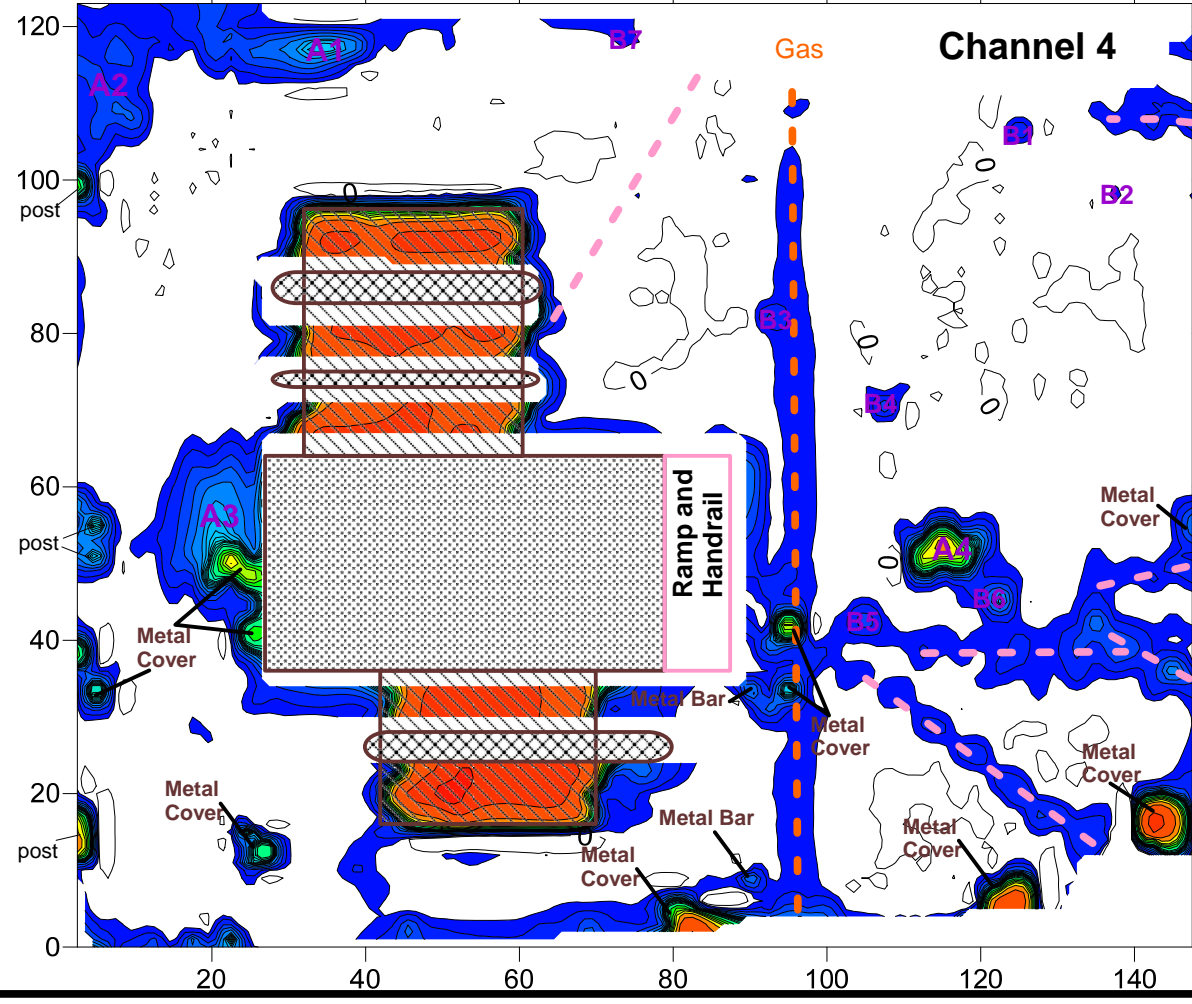 120
A1
B7
Gas
Channel 4
A2
B1
100
post
0
0
B2
80
B3
0
0
B4
0
60
A3
post
Ramp and
Handrail
Metal
Cover
0
A4
B6
B5
40
Metal
Cover
Metal Bar
Metal
Cover
Metal
Cover
20
Metal
Cover
Metal Bar
Metal
Cover
post
0
Metal
Cover
0
20
40
60
80
100
120
140